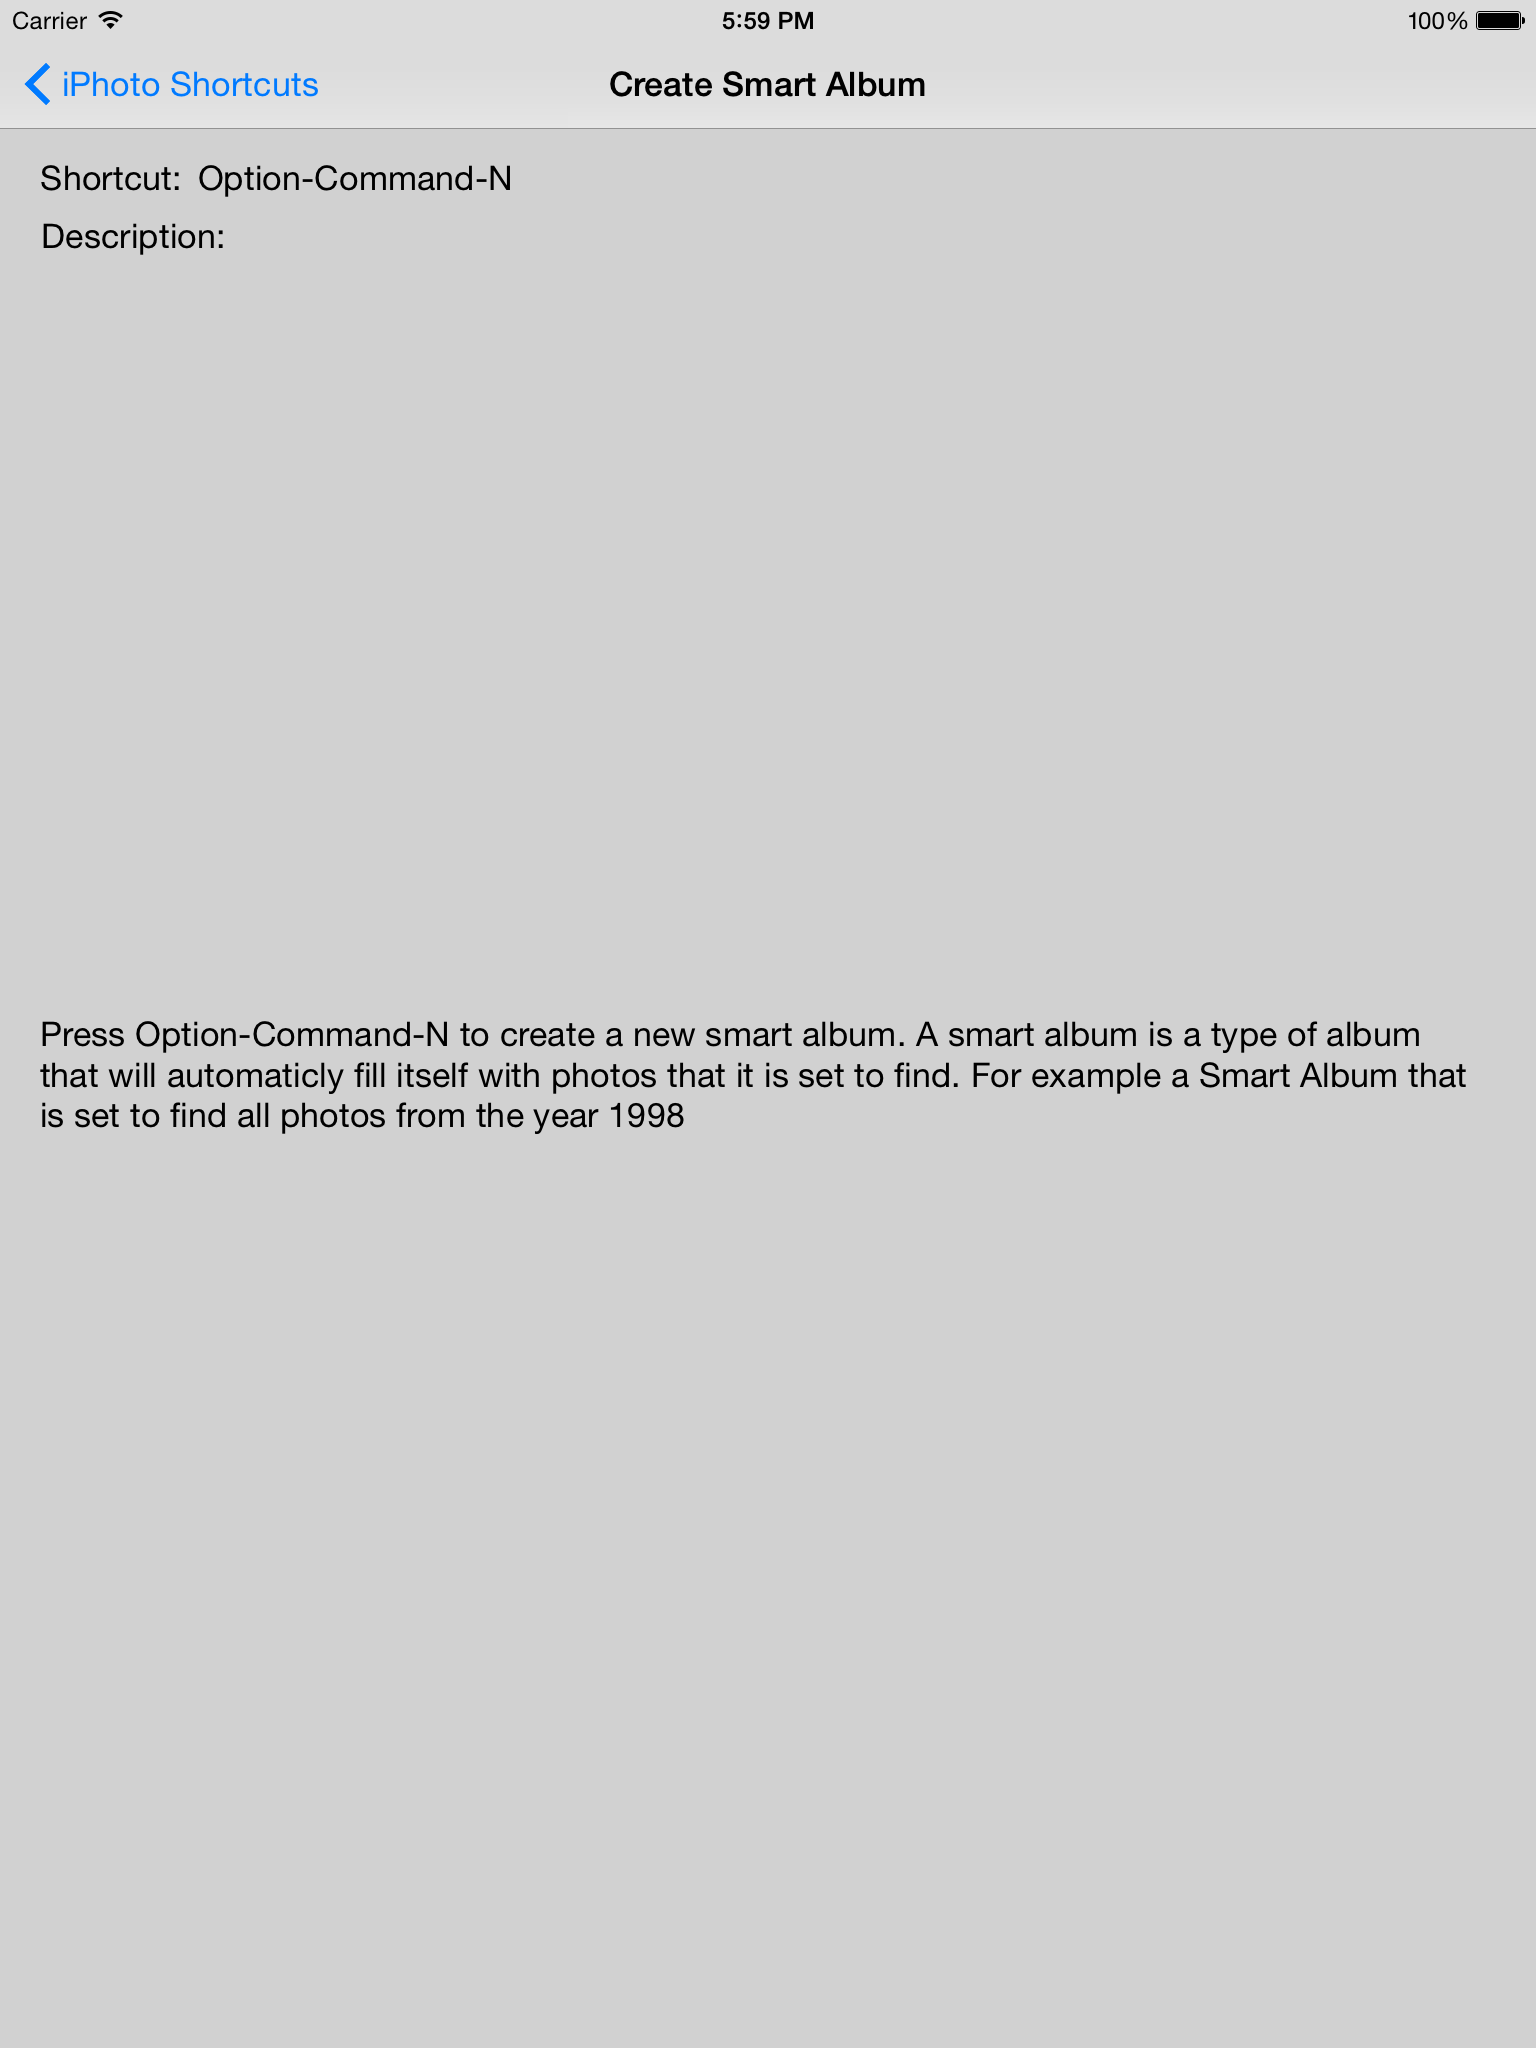 Carrier
5:59 PM
100%
iPhoto Shortcuts
Create Smart Album
Shortcut: Option-Command-N
Description:
Press Option-Command-N to create a new smart album. A smart album is a type of album
that will automaticly fill itself with photos that it is set to find. For example a Smart Album that
is set to find all photos from the year 1998